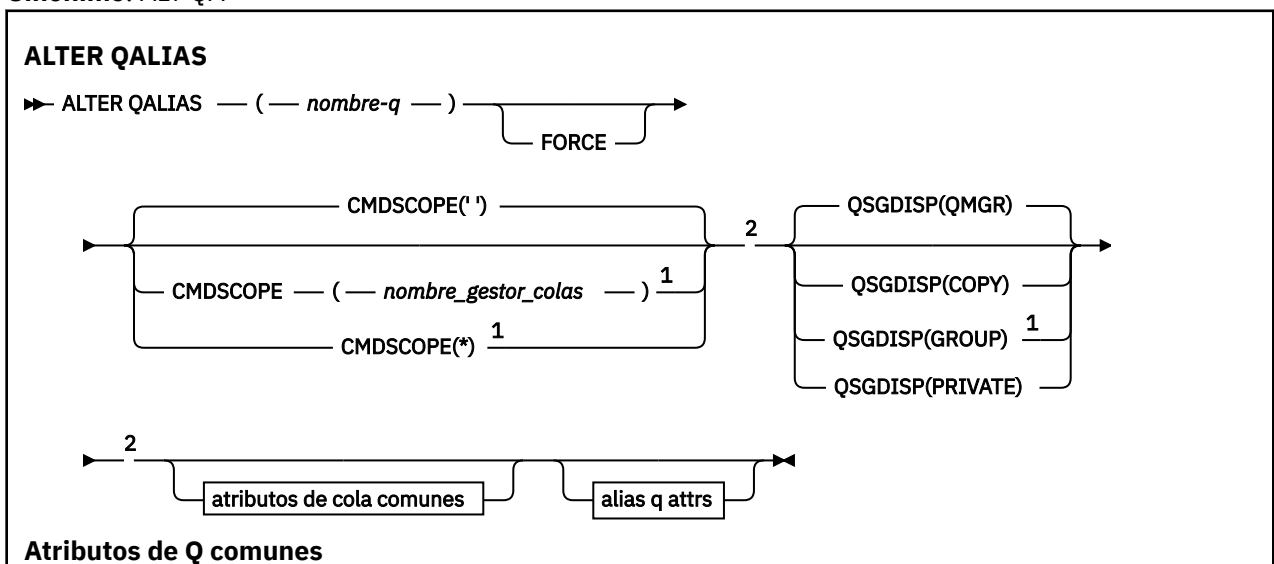 ALTER QALIAS
ALTER QALIAS — ( — nombre-q — )
FORCE
CMDSCOPE(' ')
CMDSCOPE — ( — nombre_gestor_colas — ) 1
CMDSCOPE(*) 1
2
QSGDISP(QMGR)
QSGDISP(COPY)
QSGDISP(GROUP) 1
QSGDISP(PRIVATE)
2
atributos de cola comunes
alias q attrs
Atributos de Q comunes